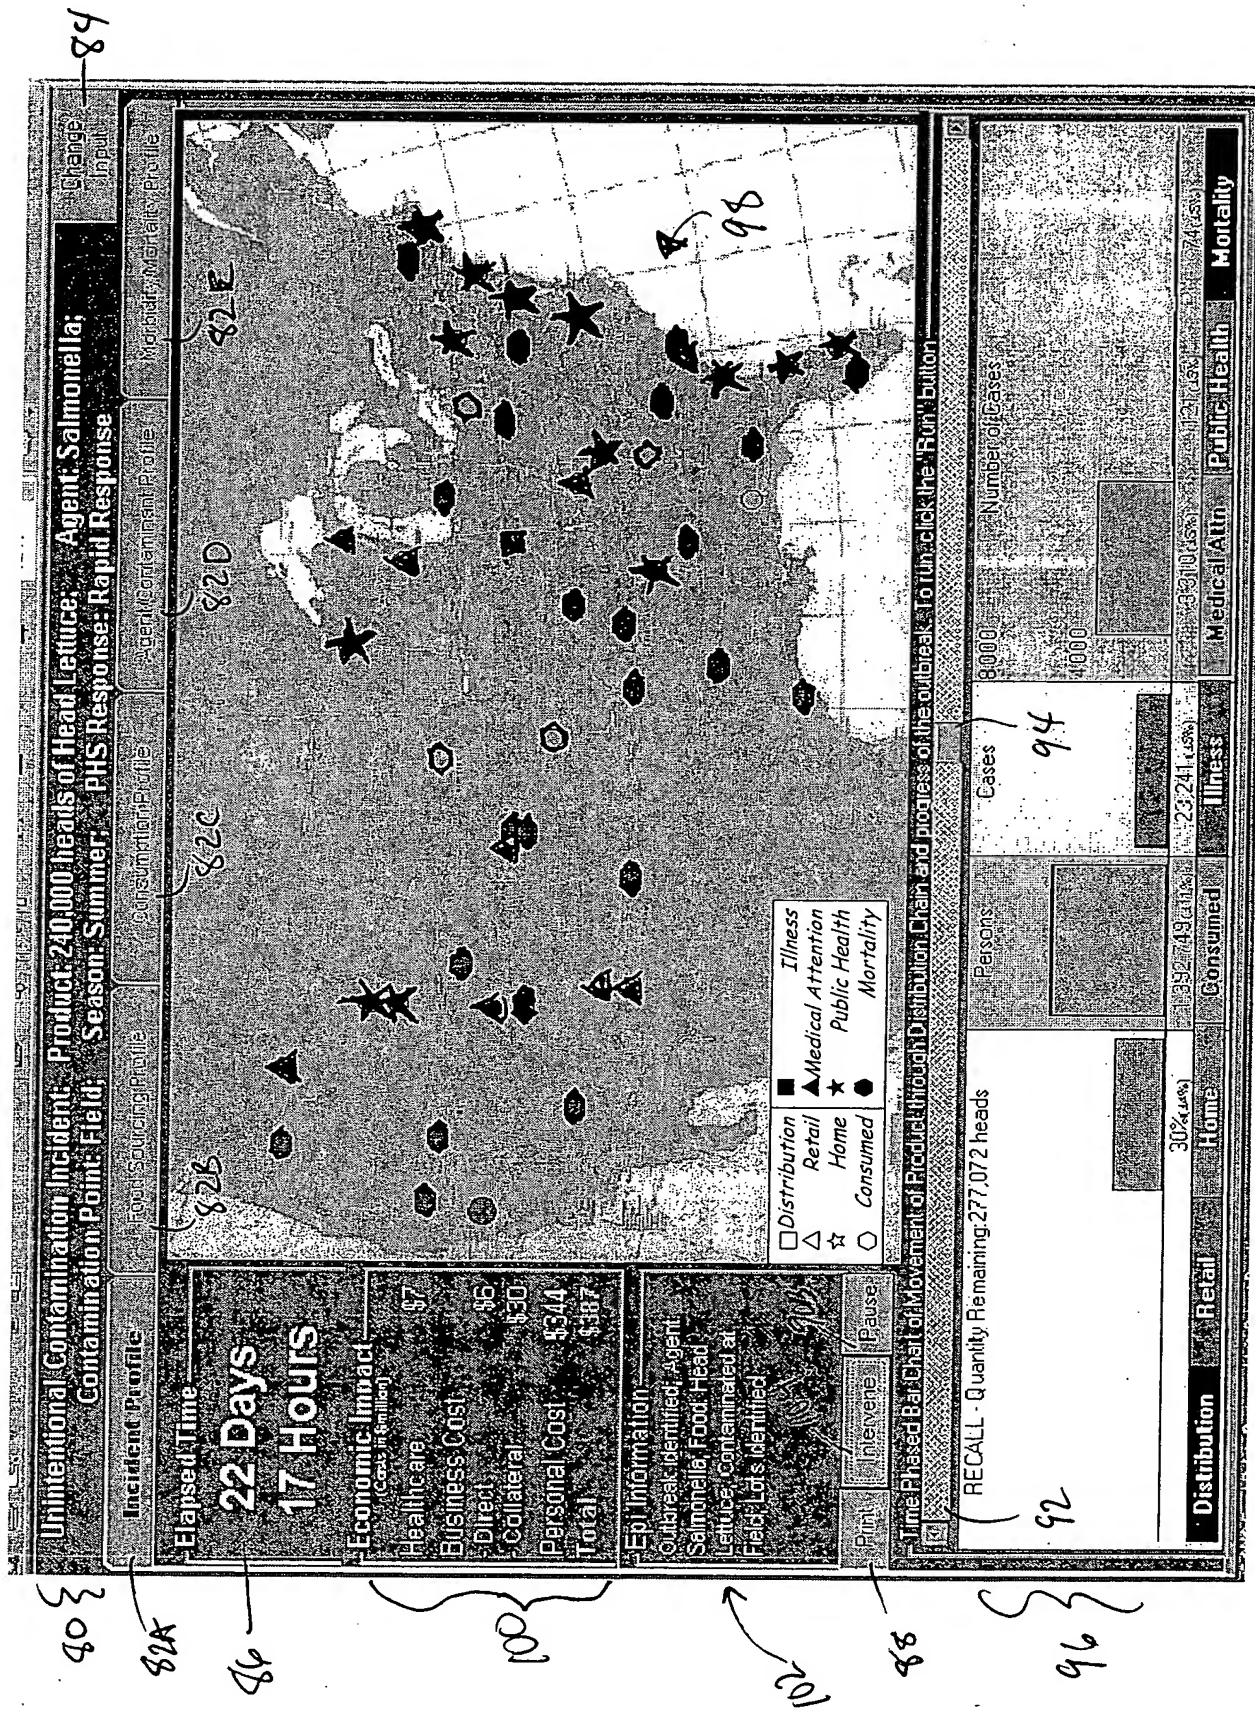 84
Unintentional Contamination Incident: Product: 240,000 heads of Head Lettuce; Agent: Salmonella;
Contamination Point: Field; Season: Summer; PHS Response: Rapid Response
Change Input
80
82A
Incident Profile
Food Sourcing Profile
Consumption Profile
Agent/Contaminant Profile
Morbidity/Mortality Profile
82B
82C
82D
82E
Elapsed Time
22 Days
17 Hours
86
Economic Impact
(Costs in $million)
Healthcare $7
Business Cost
Direct $6
Collateral $30
Personal Cost $344
Total $387
100
Epi Information
Outbreak Identified: Agent
Salmonella, Food Head
Lettuce, Contaminated at
Field, Lots Identified
102
Print
Intervene
Pause
88
98
Distribution
Retail
Home
Consumed
Illness
Medical Attention
Public Health
Mortality
Time Phased Bar Chart of Movement of Product through Distribution Chain and progress of the outbreak. To run, click the "Run" button
92
RECALL - Quantity Remaining: 277,072 heads
Persons
Cases
Number of Cases
94
8000
4000
96
30%
23,241
Distribution
Retail
Home
Consumed
Illness
Medical Attn
Public Health
Mortality